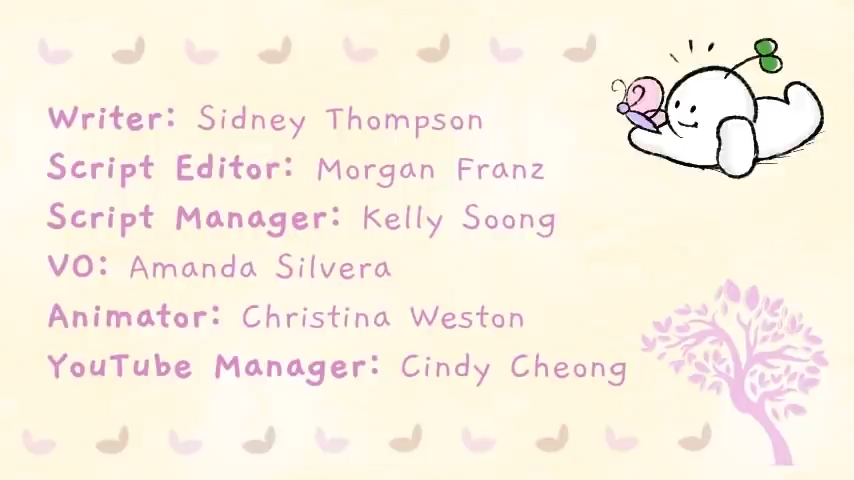 Writer: Sidney Thompson
Script Editor: Morgan Franz
Script Manager: Kelly Soong
VO: Amanda Silvera
Animator: Christina Weston
YouTube Manager: Cindy Cheong